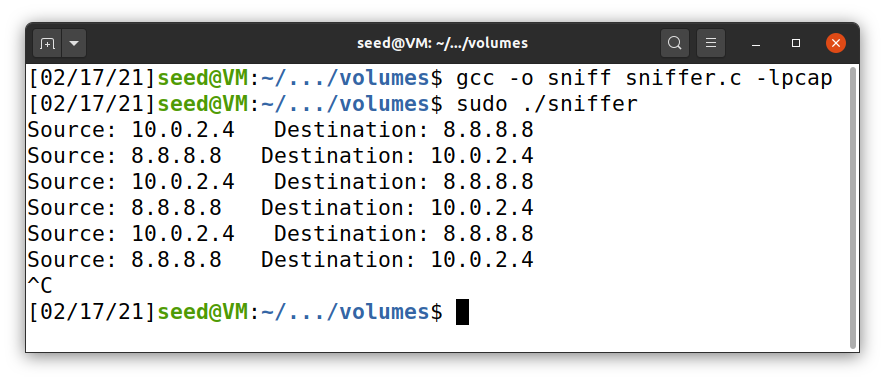 seed@VM: ~/.../volumes
[02/17/21]seed@VM:~/.../volumes$ gcc -o sniff sniffer.c -lpcap
[02/17/21]seed@VM:~/.../volumes$ sudo ./sniffer
Source: 10.0.2.4   Destination: 8.8.8.8
Source: 8.8.8.8   Destination: 10.0.2.4
Source: 10.0.2.4   Destination: 8.8.8.8
Source: 8.8.8.8   Destination: 10.0.2.4
Source: 10.0.2.4   Destination: 8.8.8.8
Source: 8.8.8.8   Destination: 10.0.2.4
^C
[02/17/21]seed@VM:~/.../volumes$